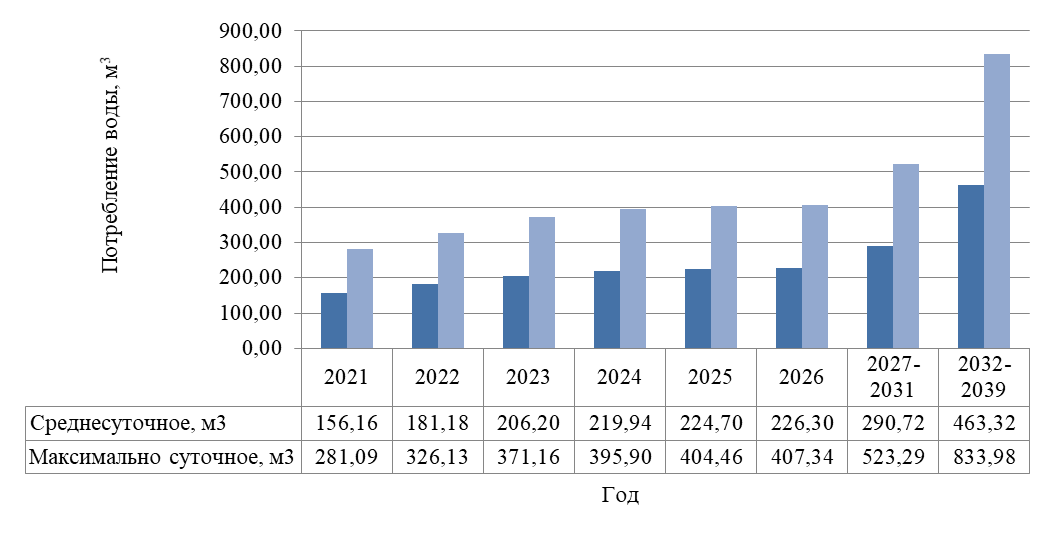 Потребление воды, м3
900,00
800,00
700,00
600,00
500,00
400,00
300,00
200,00
100,00
0,00
2021 2022 2023 2024 2025 2026 2027-2031 2032-2039
Среднесуточное, м3 156,16 181,18 206,20 219,94 224,70 226,30 290,72 463,32
Максимально суточное, м3 281,09 326,13 371,16 395,90 404,46 407,34 523,29 833,98
Год